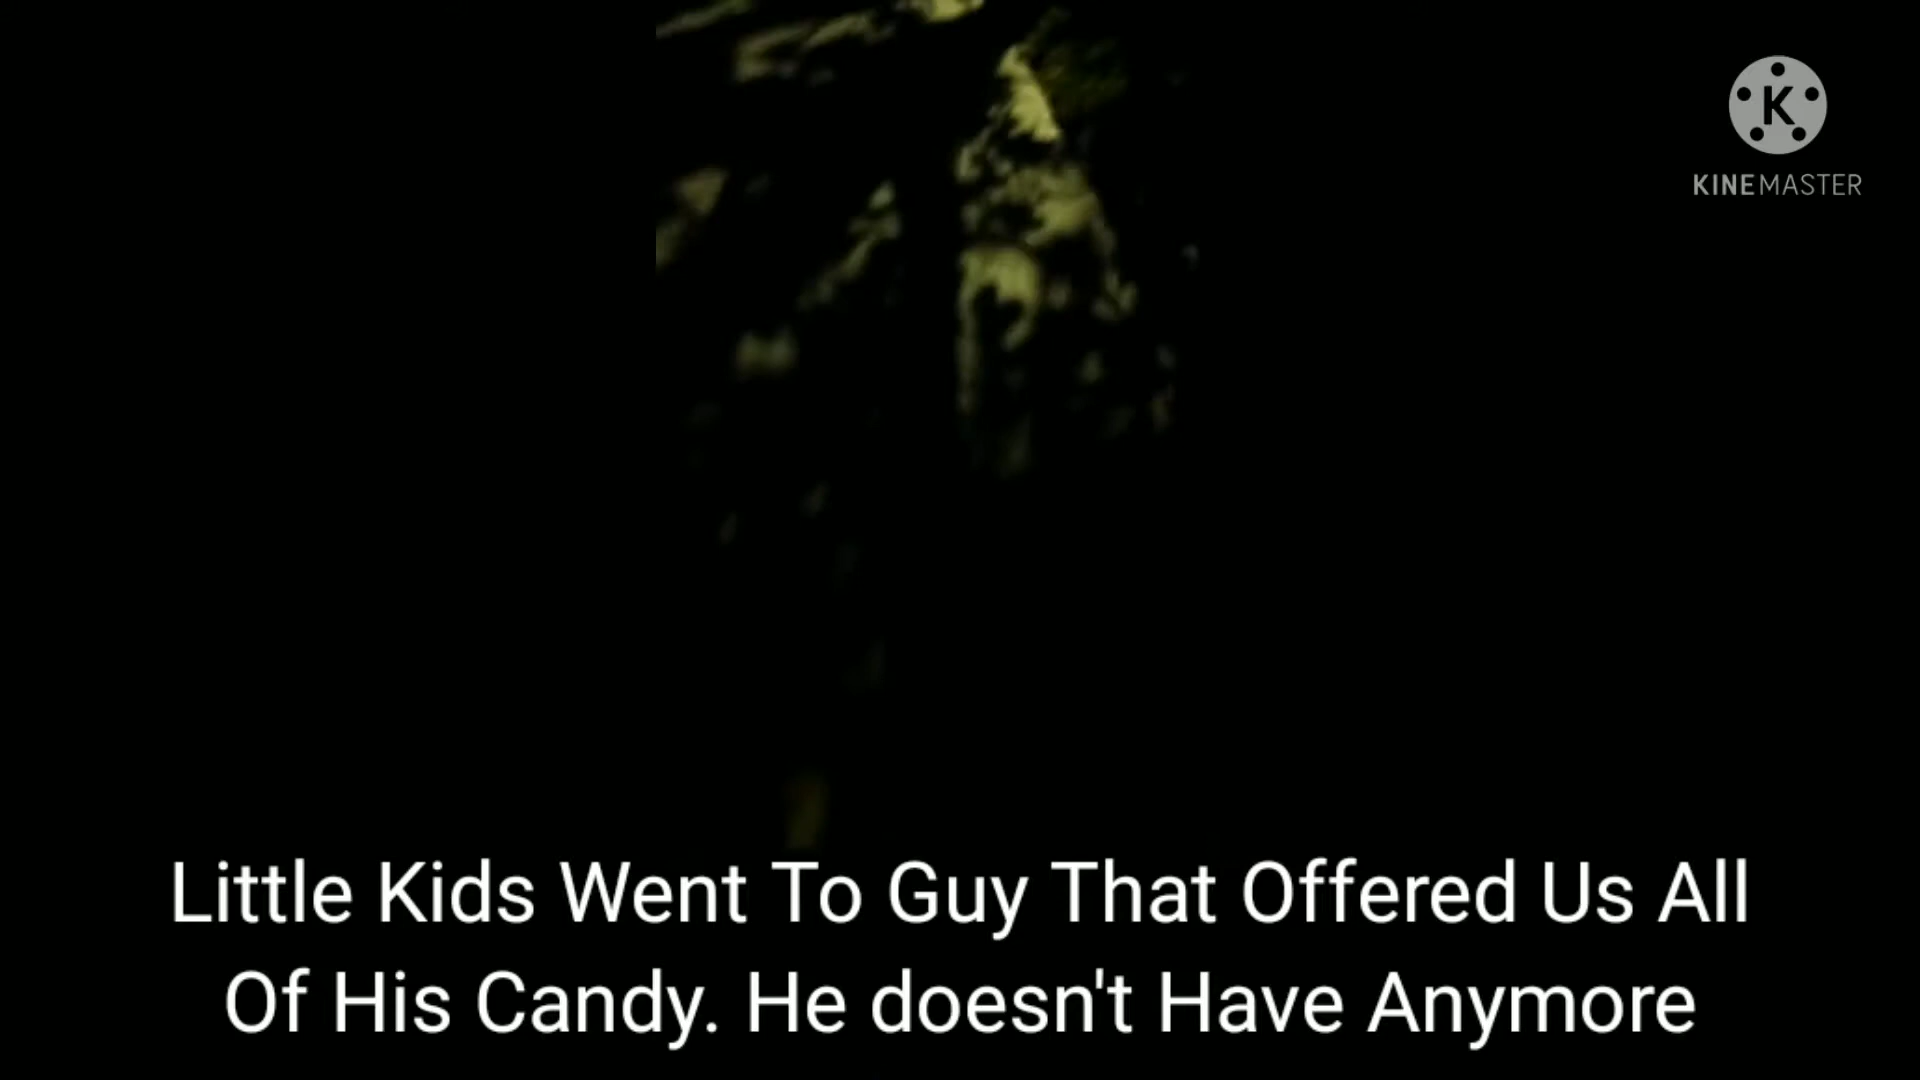 K
KINEMASTER
Little Kids Went To Guy That Offered Us All
Of His Candy. He doesn't Have Anymore